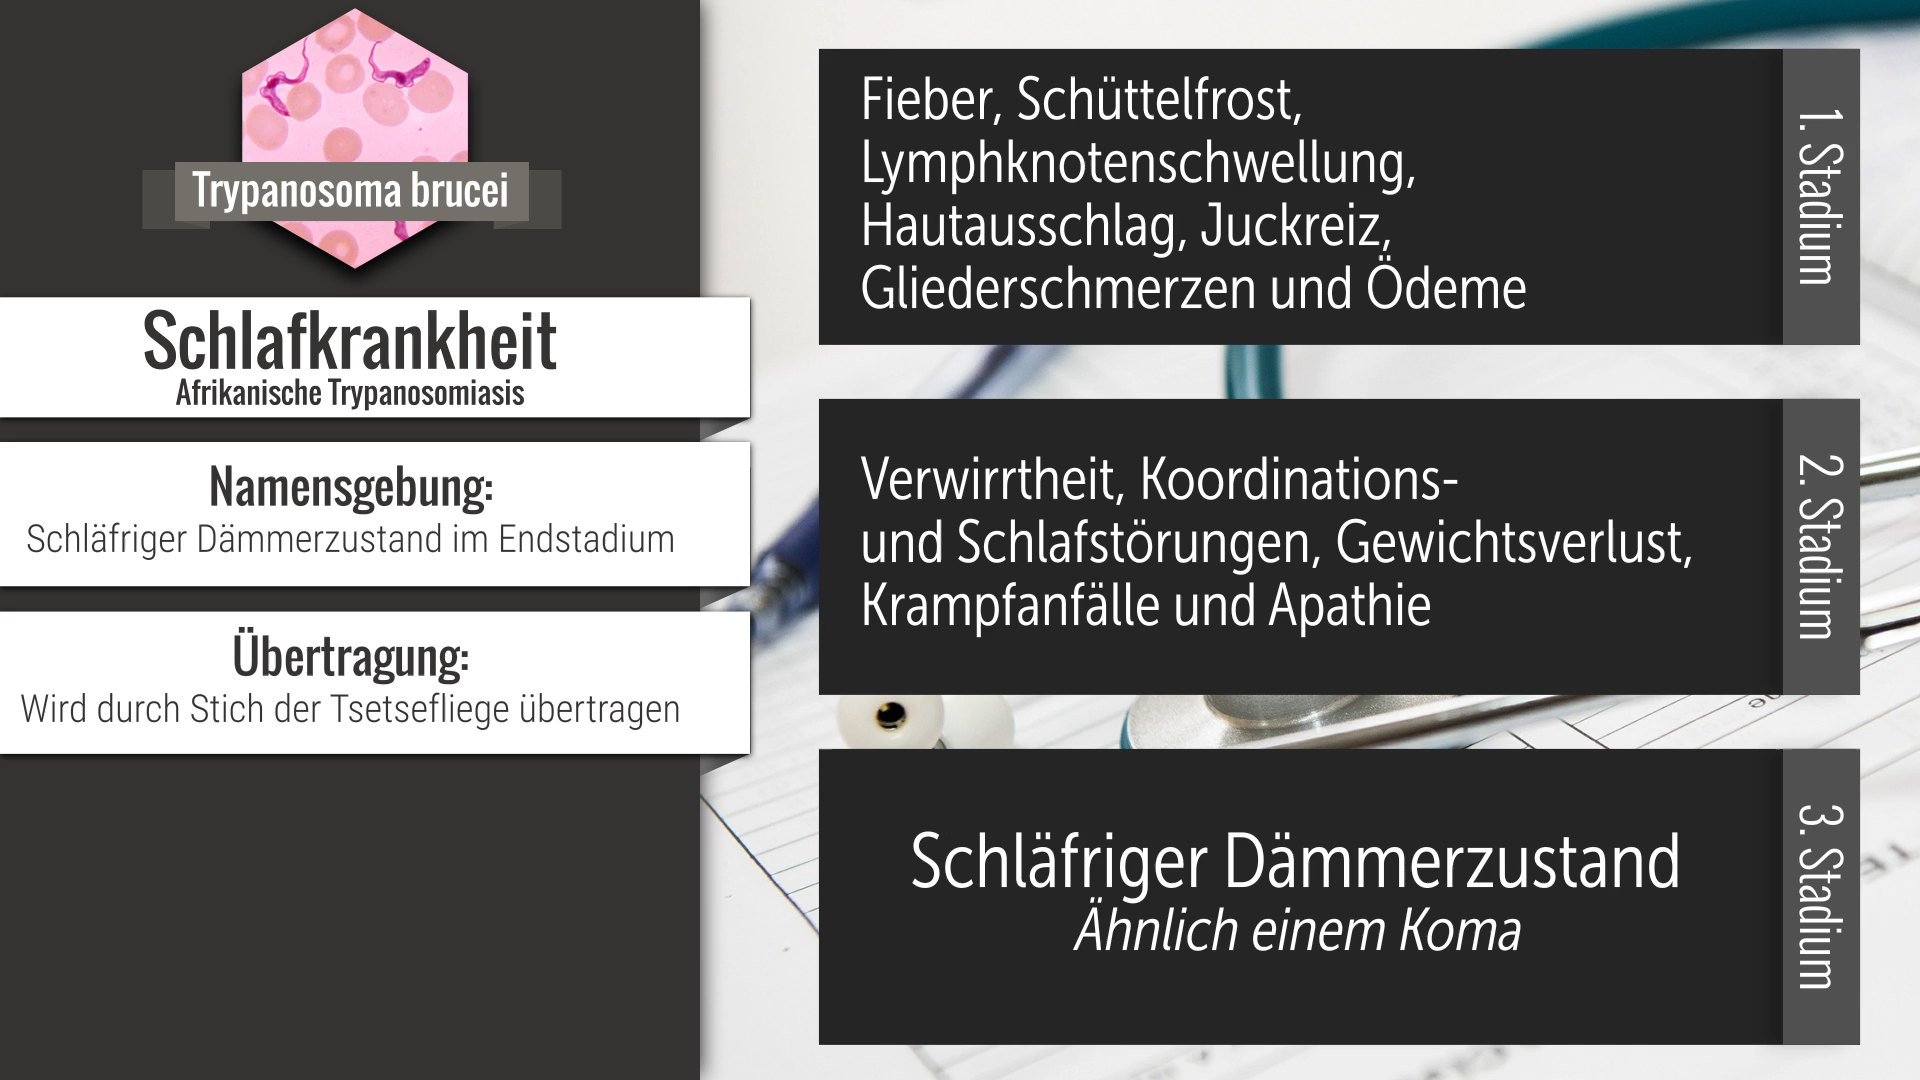 Trypanosoma brucei
Schlafkrankheit
Afrikanische Trypanosomiasis
Namensgebung:
Schläfriger Dämmerzustand im Endstadium
Übertragung:
Wird durch Stich der Tsetsefliege übertragen
Fieber, Schüttelfrost,
Lymphknotenschwellung,
Hautausschlag, Juckreiz,
Gliederschmerzen und Ödeme
1. Stadium
Verwirrtheit, Koordinations-
und Schlafstörungen, Gewichtsverlust,
Krampfanfälle und Apathie
2. Stadium
Schläfriger Dämmerzustand
Ähnlich einem Koma
3. Stadium